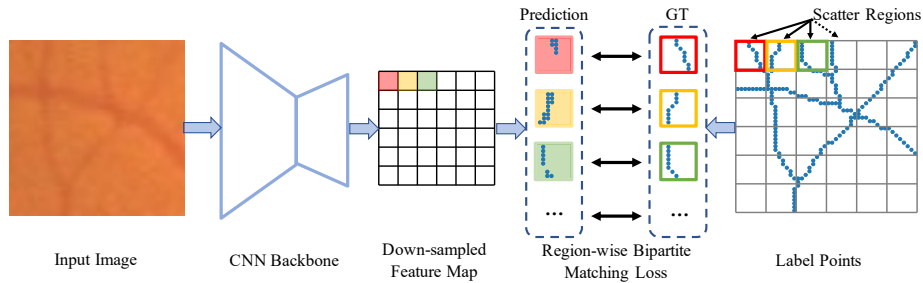 Prediction
GT
Scatter Regions
...
...
Input Image
CNN Backbone
Down-sampled
Feature Map
Region-wise Bipartite
Matching Loss
Label Points